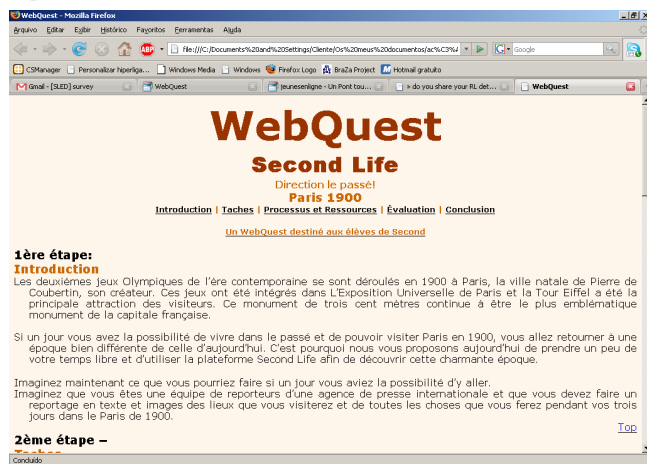 WebQuest - Mozilla Firefox
Arquivo Editar Exibir Histórico Favoritos Ferramentas Ajuda
ABP file:///C:/Documents%20and%20Settings/Cliente/Os%20meus%20documentos/ac%C3%A Google
CSManager Personalizar hiperliga... Windows Media Windows Firefox Logo BraZa Project Hotmail gratuito
Gmail - [SLED] survey WebQuest jeunesenligne - Un Pont tou... » do you share your RL det... WebQuest
WebQuest
Second Life
Direction le passé!
Paris 1900
Introduction | Taches | Processus et Ressources | Évaluation | Conclusion
Un WebQuest destiné aux élèves de Second
1ère étape:
Introduction
Les deuxièmes jeux Olympiques de l'ère contemporaine se sont déroulés en 1900 à Paris, la ville natale de Pierre de
Coubertin, son créateur. Ces jeux ont été intégrés dans L'Exposition Universelle de Paris et la Tour Eiffel a été la
principale attraction des visiteurs. Ce monument de trois cent mètres continue à être le plus emblématique
monument de la capitale française.
Si un jour vous avez la possibilité de vivre dans le passé et de pouvoir visiter Paris en 1900, vous allez retourner à une
époque bien différente de celle d'aujourd'hui. C'est pourquoi nous vous proposons aujourd'hui de prendre un peu de
votre temps libre et d'utiliser la plateforme Second Life afin de découvrir cette charmante époque.
Imaginez maintenant ce que vous pourriez faire si un jour vous aviez la possibilité d'y aller.
Imaginez que vous êtes une équipe de reporteurs d'une agence de presse internationale et que vous devez faire un
reportage en texte et images des lieux que vous visiterez et de toutes les choses que vous ferez pendant vos trois
jours dans le Paris de 1900.
Top
2ème étape –
Taches
Concluído